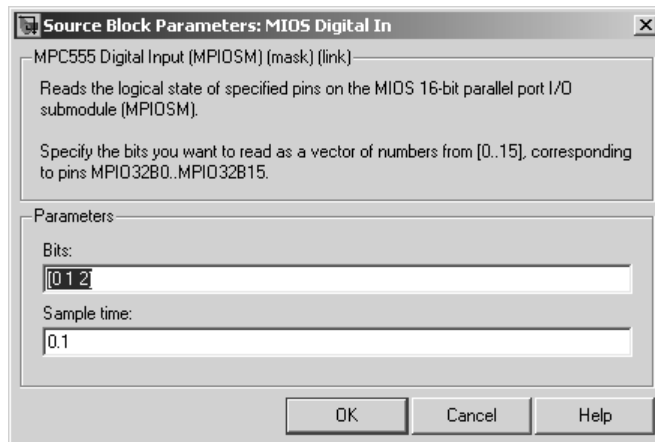 Source Block Parameters: MIOS Digital In
MPC555 Digital Input (MPIOSM) (mask) (link)
Reads the logical state of specified pins on the MIOS 16-bit parallel port I/O
submodule (MPIOSM).
Specify the bits you want to read as a vector of numbers from [0..15], corresponding
to pins MPIO32B0..MPIO32B15.
Parameters
Bits:
[0 1 2]
Sample time:
0.1
OK
Cancel
Help